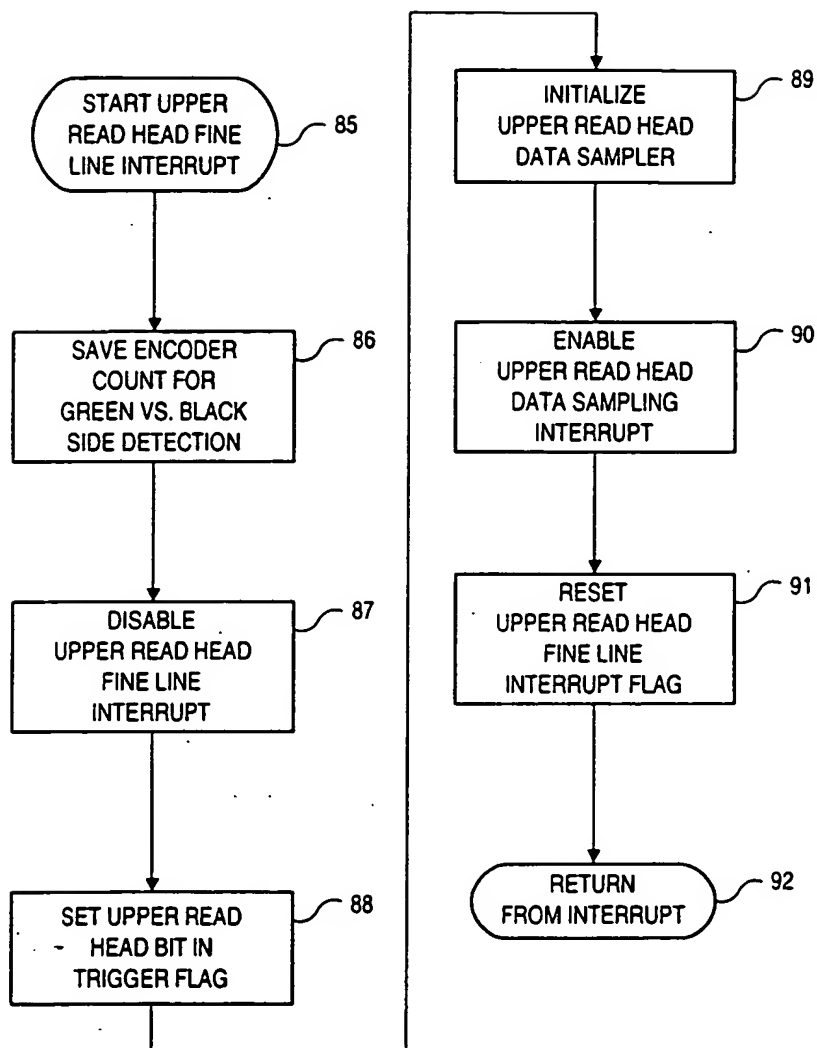 START UPPER
READ HEAD FINE
LINE INTERRUPT
85
SAVE ENCODER
COUNT FOR
GREEN VS. BLACK
SIDE DETECTION
86
DISABLE
UPPER READ HEAD
FINE LINE
INTERRUPT
87
SET UPPER READ
HEAD BIT IN
TRIGGER FLAG
88
INITIALIZE
UPPER READ HEAD
DATA SAMPLER
89
ENABLE
UPPER READ HEAD
DATA SAMPLING
INTERRUPT
90
RESET
UPPER READ HEAD
FINE LINE
INTERRUPT FLAG
91
RETURN
FROM INTERRUPT
92